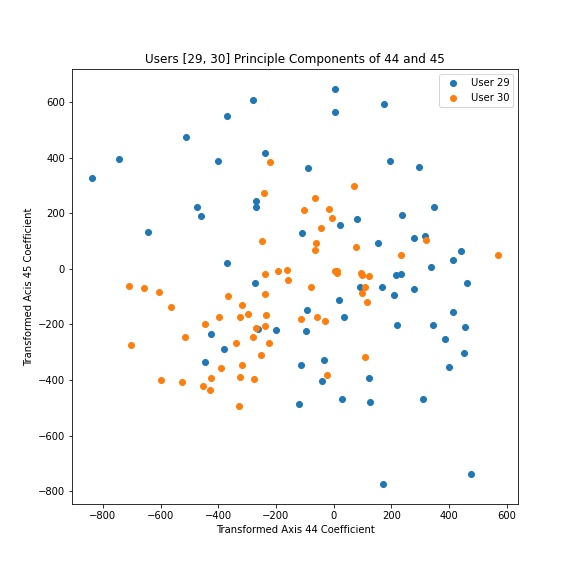 Users [29, 30] Principle Components of 44 and 45
User 29
User 30
600
400
200
0
−200
−400
−600
−800
Transformed Acis 45 Coefficient
−800 −600 −400 −200 0 200 400 600
Transformed Axis 44 Coefficient